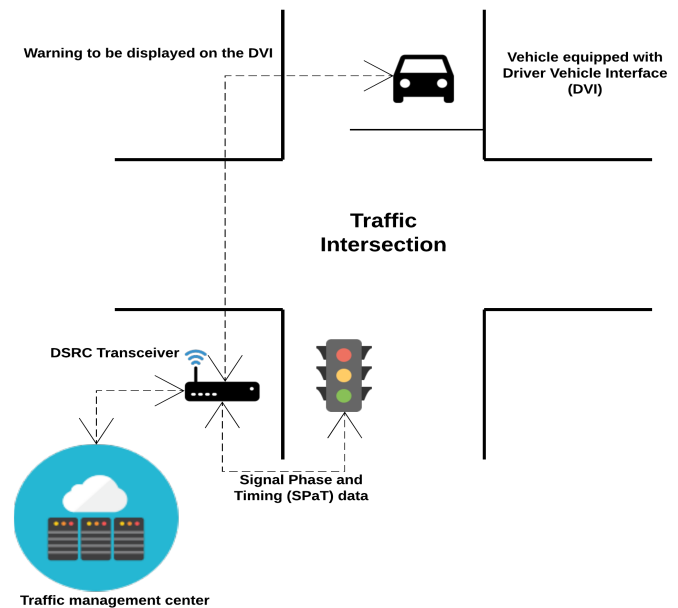 Warning to be displayed on the DVI
Vehicle equipped with
Driver Vehicle Interface
(DVI)
Traffic
Intersection
DSRC Transceiver
Signal Phase and
Timing (SPaT) data
Traffic management center